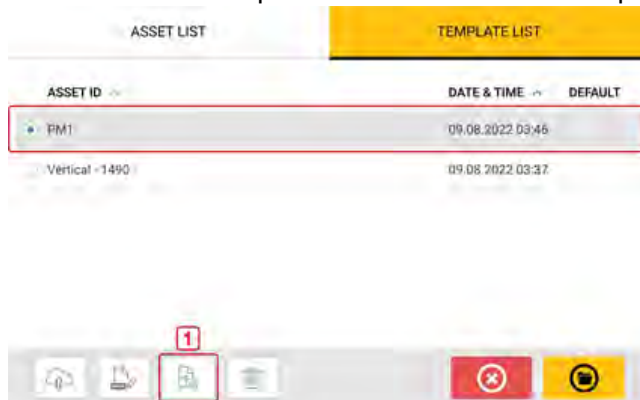 ASSET LIST TEMPLATE LIST
ASSET ID DATE & TIME DEFAULT
PM1 09.08.2022 03:46
Vertical - 1490 09.08.2022 03:37
1